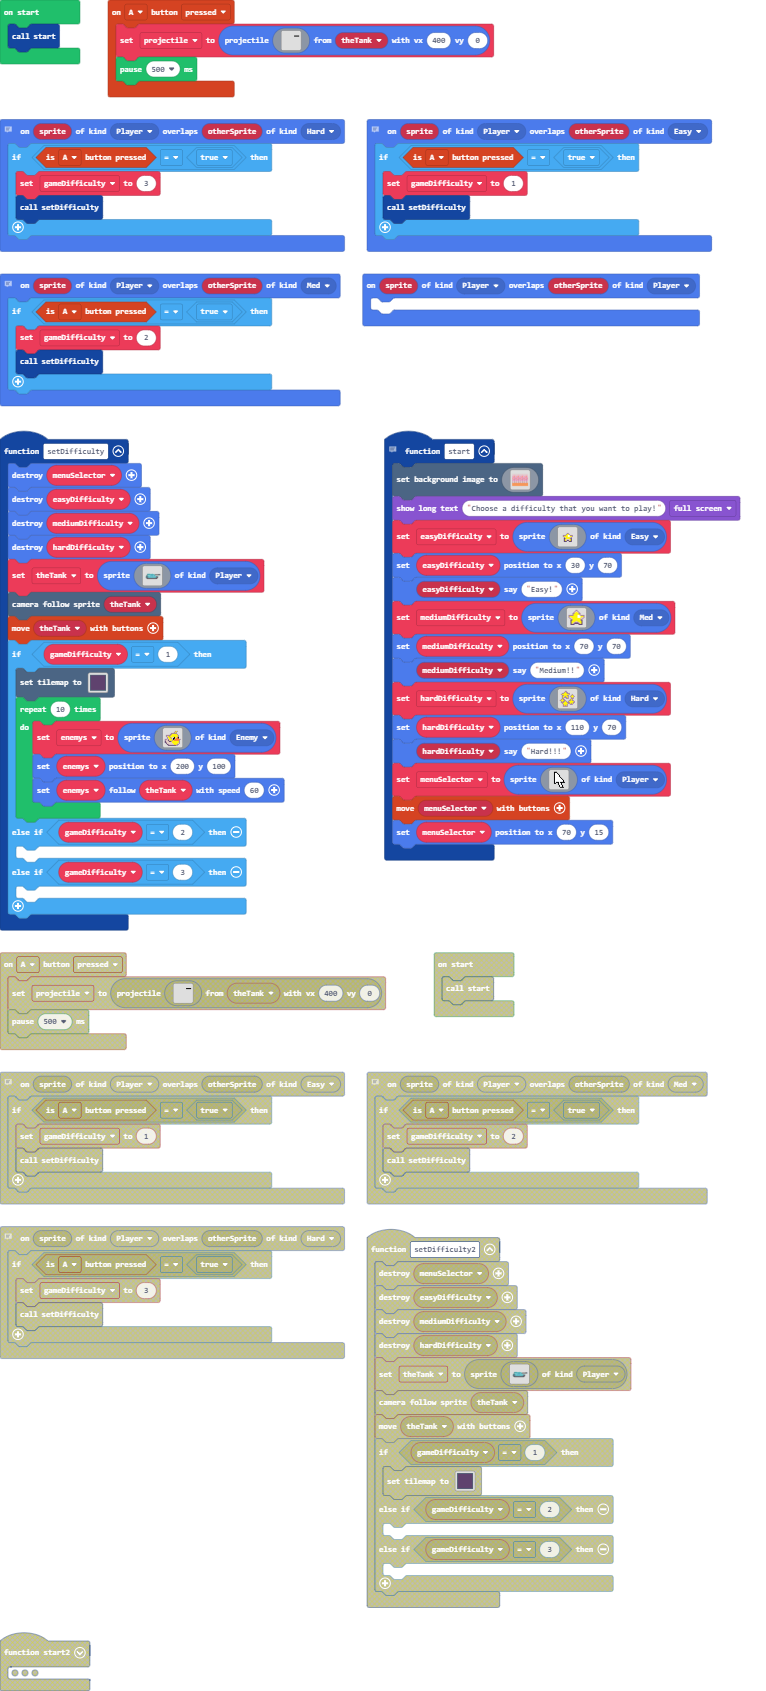 on start
call start
on A button pressed
set projectile to projectile from theTank with vx 400 vy 0
pause 500 ms
on sprite of kind Player overlaps otherSprite of kind Hard
if is A button pressed = true then
set gameDifficulty to 3
call setDifficulty
on sprite of kind Player overlaps otherSprite of kind Easy
if is A button pressed = true then
set gameDifficulty to 1
call setDifficulty
on sprite of kind Player overlaps otherSprite of kind Med
if is A button pressed = true then
set gameDifficulty to 2
call setDifficulty
on sprite of kind Player overlaps otherSprite of kind Player
function setDifficulty
destroy menuSelector
destroy easyDifficulty
destroy mediumDifficulty
destroy hardDifficulty
set theTank to sprite of kind Player
camera follow sprite theTank
move theTank with buttons
if gameDifficulty = 1 then
set tilemap to
repeat 10 times
do
set enemys to sprite of kind Enemy
set enemys position to x 200 y 100
set enemys follow theTank with speed 60
else if gameDifficulty = 2 then
else if gameDifficulty = 3 then
function start
set background image to
show long text "Choose a difficulty that you want to play!" full screen
set easyDifficulty to sprite of kind Easy
set easyDifficulty position to x 30 y 70
easyDifficulty say "Easy!"
set mediumDifficulty to sprite of kind Med
set mediumDifficulty position to x 70 y 70
mediumDifficulty say "Medium!!"
set hardDifficulty to sprite of kind Hard
set hardDifficulty position to x 110 y 70
hardDifficulty say "Hard!!!"
set menuSelector to sprite of kind Player
move menuSelector with buttons
set menuSelector position to x 70 y 15
on A button pressed
set projectile to projectile from theTank with vx 400 vy 0
pause 500 ms
on start
call start
on sprite of kind Player overlaps otherSprite of kind Easy
if is A button pressed = true then
set gameDifficulty to 1
call setDifficulty
on sprite of kind Player overlaps otherSprite of kind Med
if is A button pressed = true then
set gameDifficulty to 2
call setDifficulty
on sprite of kind Player overlaps otherSprite of kind Hard
if is A button pressed = true then
set gameDifficulty to 3
call setDifficulty
function setDifficulty2
destroy menuSelector
destroy easyDifficulty
destroy mediumDifficulty
destroy hardDifficulty
set theTank to sprite of kind Player
camera follow sprite theTank
move theTank with buttons
if gameDifficulty = 1 then
set tilemap to
else if gameDifficulty = 2 then
else if gameDifficulty = 3 then
function start2